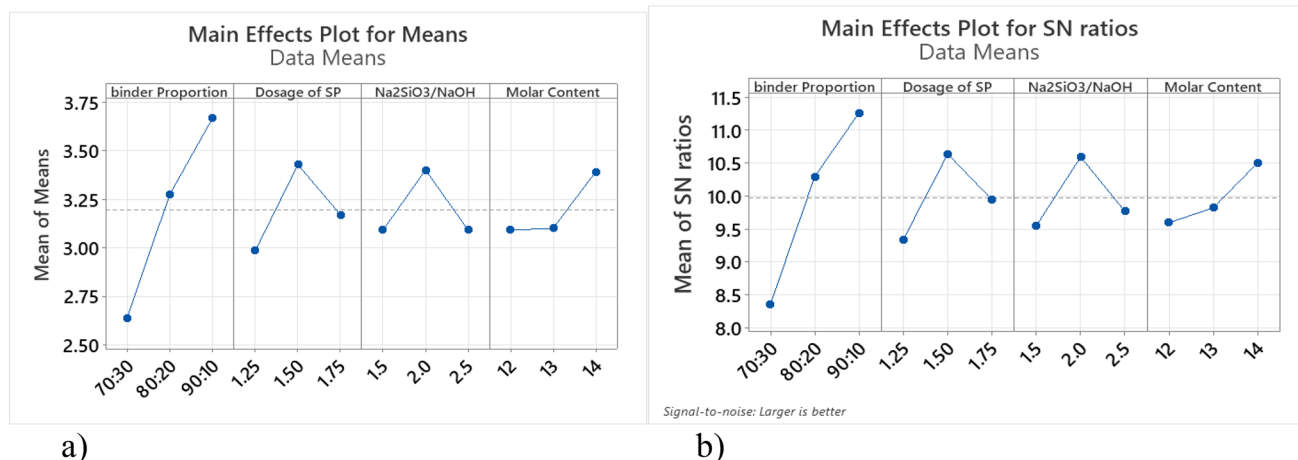 Main Effects Plot for Means
Data Means
binder Proportion Dosage of SP Na2SiO3/NaOH Molar Content
Mean of Means
3.75
3.50
3.25
3.00
2.75
2.50
70:30 80:20 90:10 1.25 1.50 1.75 1.5 2.0 2.5 12 13 14
a)
Main Effects Plot for SN ratios
Data Means
binder Proportion Dosage of SP Na2SiO3/NaOH Molar Content
Mean of SN ratios
11.5
11.0
10.5
10.0
9.5
9.0
8.5
8.0
70:30 80:20 90:10 1.25 1.50 1.75 1.5 2.0 2.5 12 13 14
Signal-to-noise: Larger is better
b)